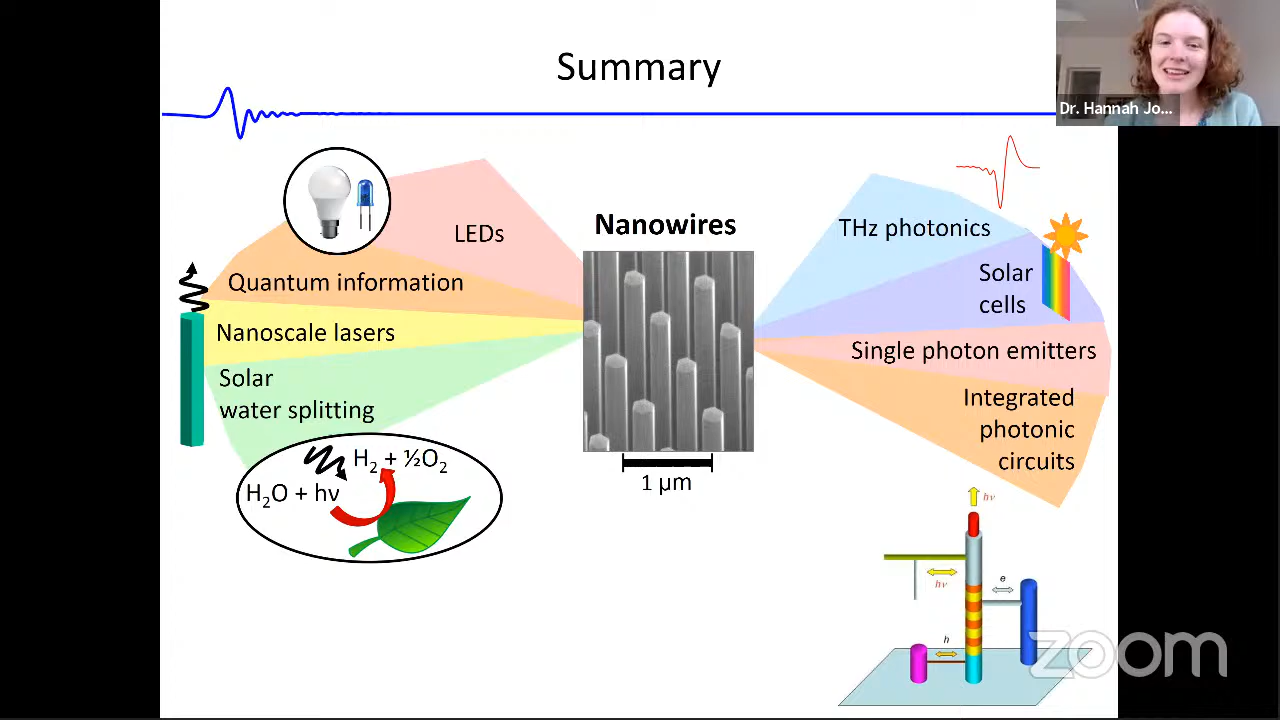 Summary
Dr. Hannah Jo...
LEDs
Quantum information
Nanoscale lasers
Solar
water splitting
H₂ + ½O₂
H₂O + hν
Nanowires
1 μm
THz photonics
Solar
cells
Single photon emitters
Integrated
photonic
circuits
hν
hν
e
h
zoom